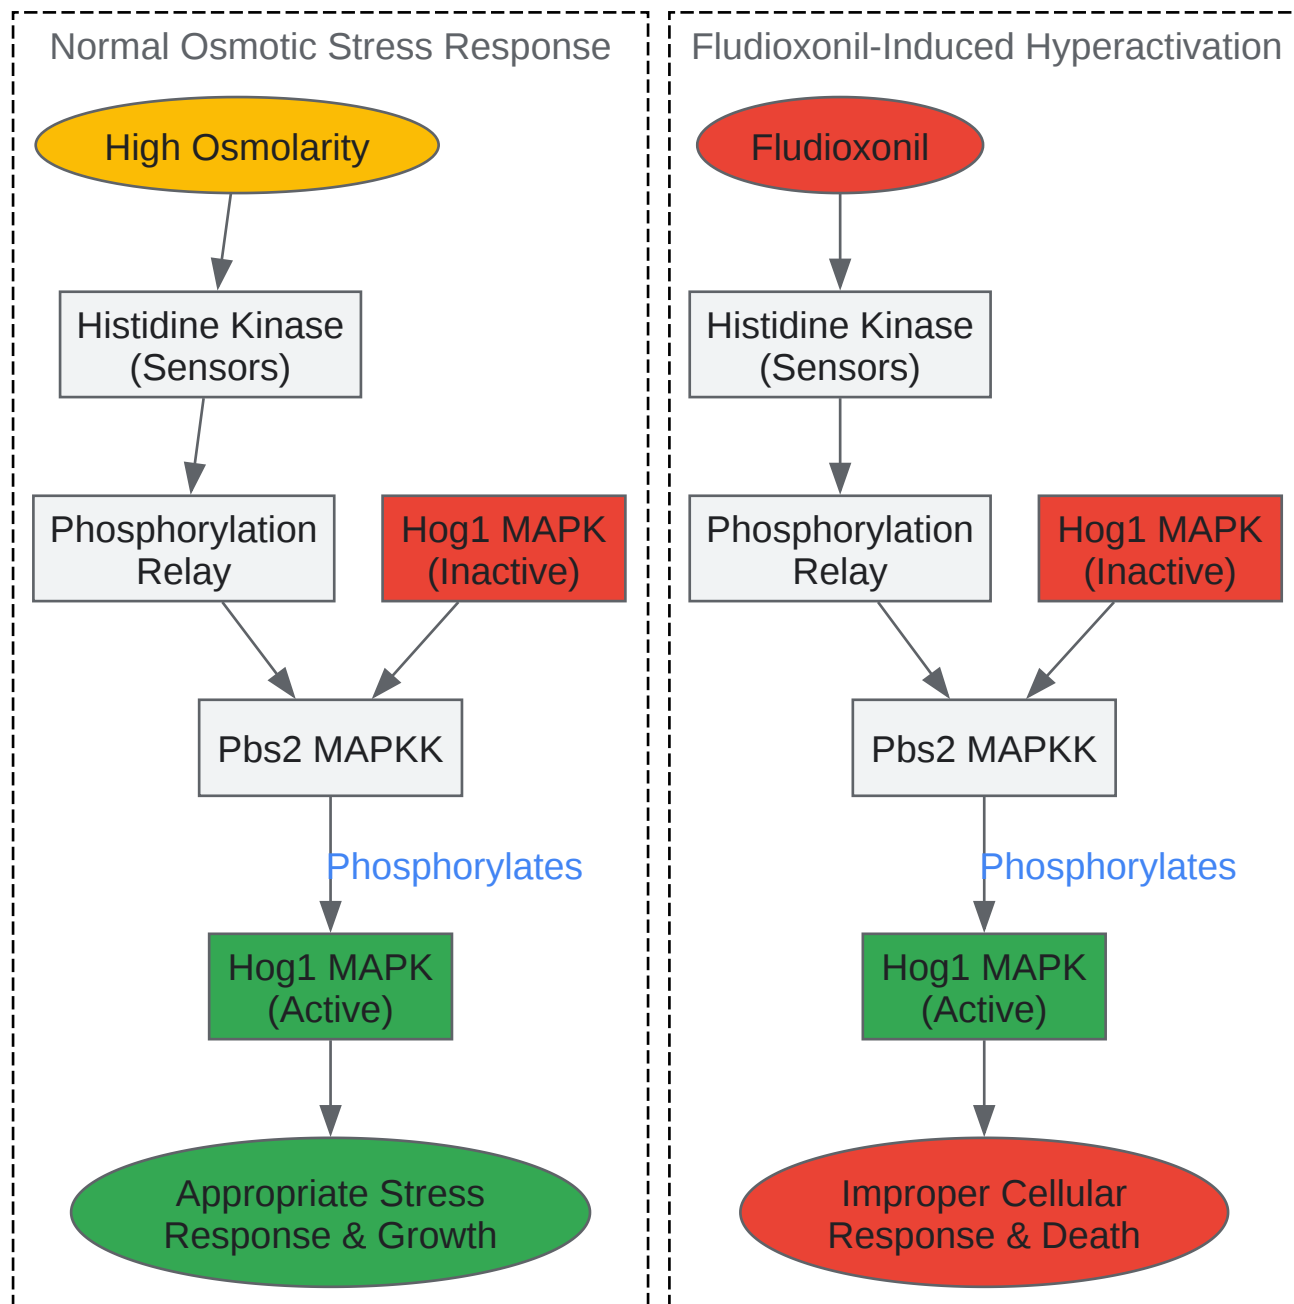 Normal Osmotic Stress Response
High Osmolarity
Histidine Kinase
(Sensors)
Phosphorylation
Relay
Hog1 MAPK
(Inactive)
Pbs2 MAPKK
Phosphorylates
Hog1 MAPK
(Active)
Appropriate Stress
Response & Growth
Fludioxonil-Induced Hyperactivation
Fludioxonil
Histidine Kinase
(Sensors)
Phosphorylation
Relay
Hog1 MAPK
(Inactive)
Pbs2 MAPKK
Phosphorylates
Hog1 MAPK
(Active)
Improper Cellular
Response & Death